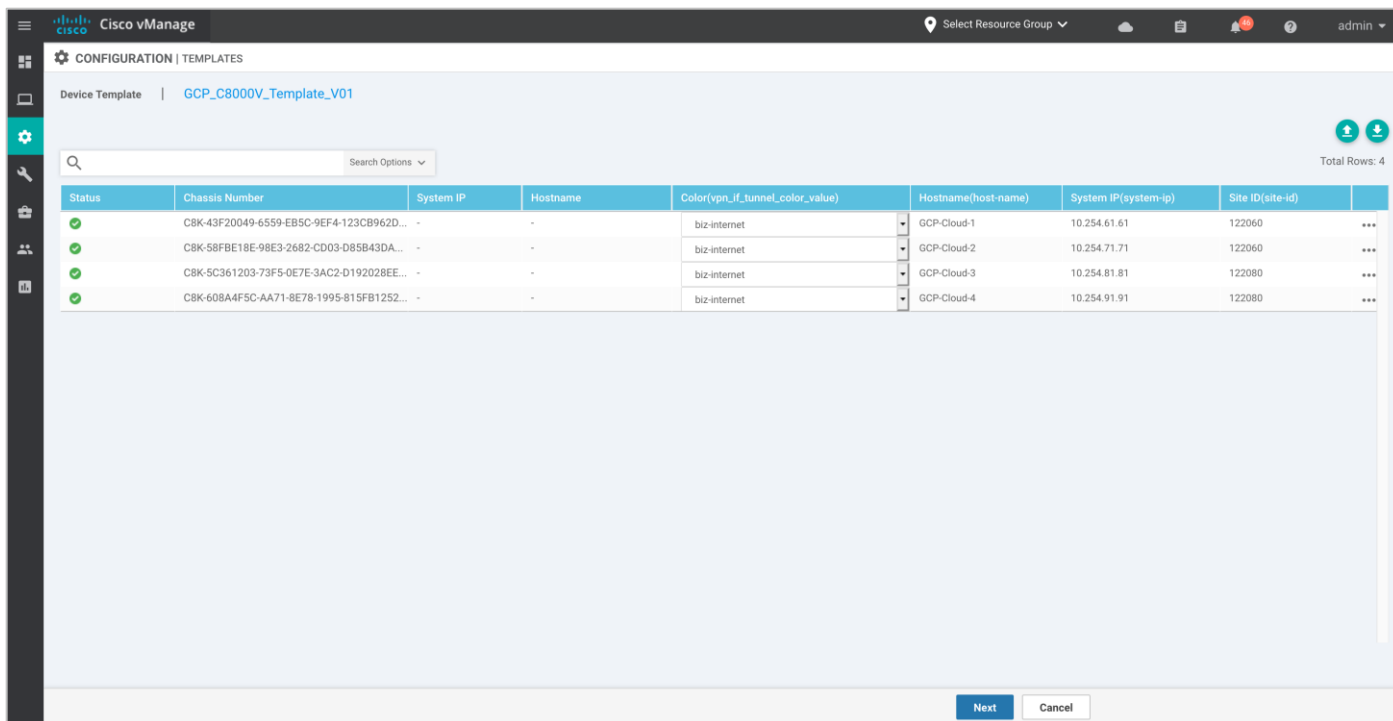 CISCO Cisco vManage Select Resource Group 46 admin
CONFIGURATION | TEMPLATES
Device Template | GCP_C8000V_Template_V01
Search Options Total Rows: 4
Status Chassis Number System IP Hostname Color(vpn_if_tunnel_color_value) Hostname(host-name) System IP(system-ip) Site ID(site-id)
C8K-43F20049-6559-EB5C-9EF4-123CB962D... - - biz-internet GCP-Cloud-1 10.254.61.61 122060 •••
C8K-58FBE18E-98E3-2682-CD03-D85B43DA... - - biz-internet GCP-Cloud-2 10.254.71.71 122060 •••
C8K-5C361203-73F5-0E7E-3AC2-D192028EE... - - biz-internet GCP-Cloud-3 10.254.81.81 122080 •••
C8K-608A4F5C-AA71-8E78-1995-815FB1252... - - biz-internet GCP-Cloud-4 10.254.91.91 122080 •••
Next Cancel